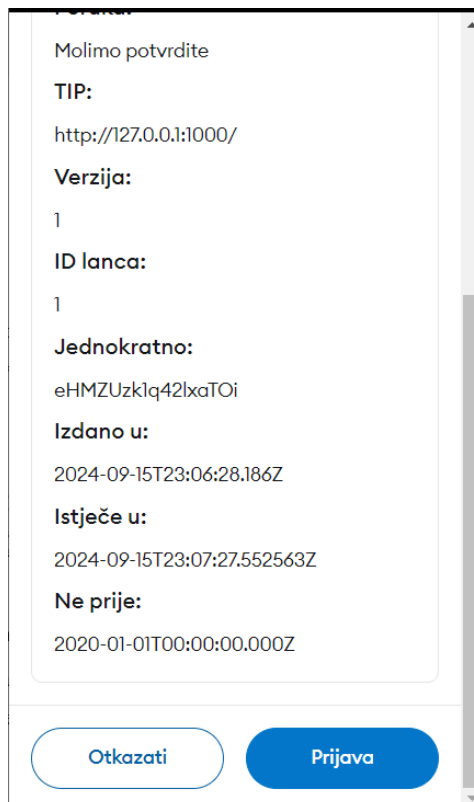 Molimo potvrdite
TIP:
http://127.0.0.1:1000/
Verzija:
1
ID lanca:
1
Jednokratno:
eHMZUzk1q42lxaTOi
Izdano u:
2024-09-15T23:06:28.186Z
Istječe u:
2024-09-15T23:07:27.552563Z
Ne prije:
2020-01-01T00:00:00.000Z
Otkazati
Prijava